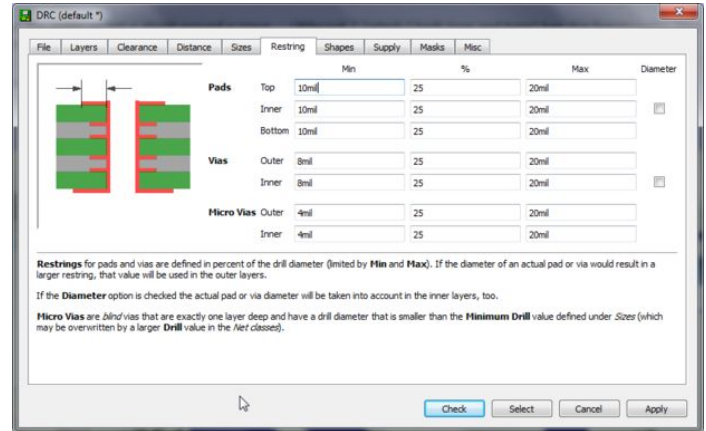 DRC (default *)
File Layers Clearance Distance Sizes Restring Shapes Supply Masks Misc
Min % Max Diameter
Pads Top 10mil 25 20mil
Inner 10mil 25 20mil
Bottom 10mil 25 20mil
Vias Outer 8mil 25 20mil
Inner 8mil 25 20mil
Micro Vias Outer 4mil 25 20mil
Inner 4mil 25 20mil
Restrings for pads and vias are defined in percent of the drill diameter (limited by Min and Max). If the diameter of an actual pad or via would result in a
larger restring, that value will be used in the outer layers.
If the Diameter option is checked the actual pad or via diameter will be taken into account in the inner layers, too.
Micro Vias are blind vias that are exactly one layer deep and have a drill diameter that is smaller than the Minimum Drill value defined under Sizes (which
may be overwritten by a larger Drill value in the Net classes).
Check Select Cancel Apply